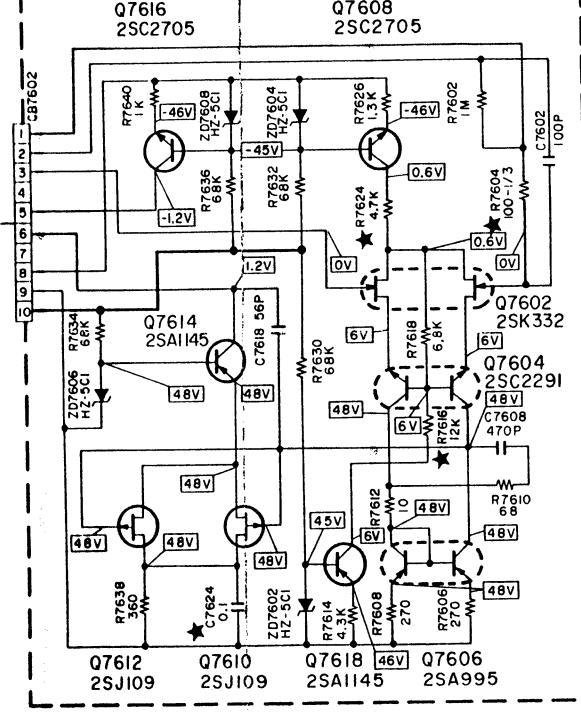 Q7616
2SC2705
Q7608
2SC2705
CB7602
1
2
3
4
5
6
7
8
9
10
R7640
1K
-46V
ZD7608
HZ-5C1
ZD7604
HZ-5C1
R7626
1.3K
-46V
R7602
1M
C7602
100P
-45V
R7636
68K
R7632
68K
0.6V
R7624
4.7K
R7604
100-1/3
-1.2V
0V
0.6V
0V
1.2V
Q7602
2SK332
R7634
68K
Q7614
2SA1145
C7618 56P
R7630
68K
6V
R7618
6.8K
6V
Q7604
2SC2291
ZD7606
HZ-5C1
48V
48V
48V
6V
48V
R7616
12K
C7608
470P
48V
R7612
10
R7610
68
48V
45V
6V
48V
48V
48V
48V
48V
R7638
360
C7624
0.1
ZD7602
HZ-5C1
R7614
4.3K
R7608
270
R7606
270
46V
Q7612
2SJ109
Q7610
2SJ109
Q7618
2SA1145
Q7606
2SA995